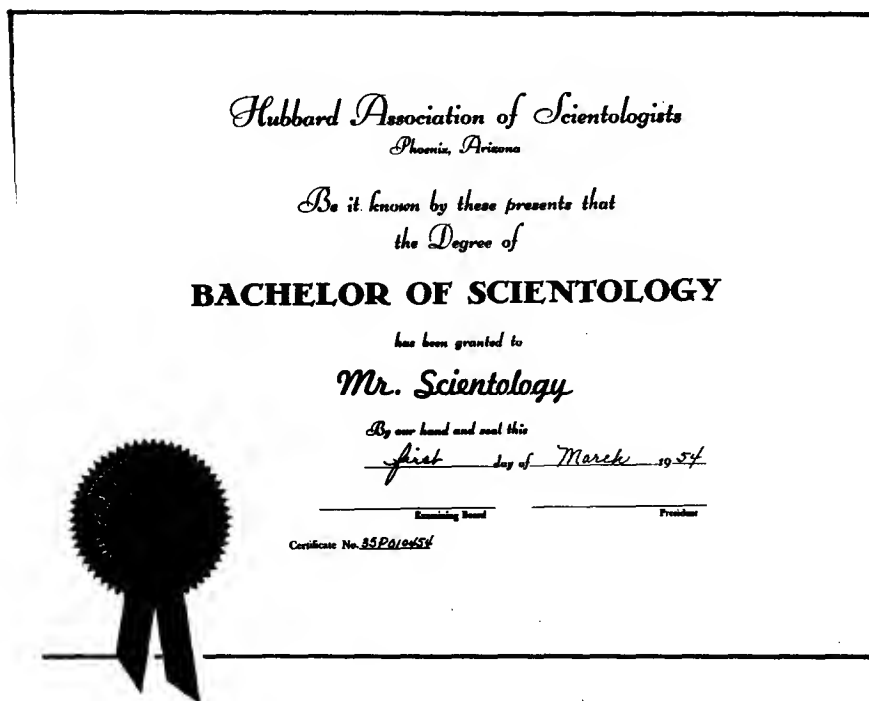 Hubbard Association of Scientologists
Phoenix, Arizona
Be it known by these presents that
the Degree of
BACHELOR OF SCIENTOLOGY
has been granted to
Mr. Scientology
By our hand and seal this
first day of March 1954
Examining Board President
Certificate No. 35P010454